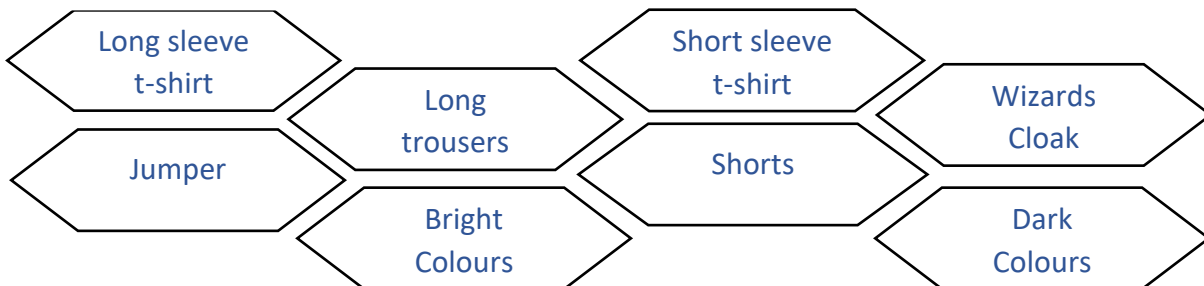 Long sleeve
t-shirt
Short sleeve
t-shirt
Long
trousers
Wizards
Cloak
Jumper
Shorts
Bright
Colours
Dark
Colours